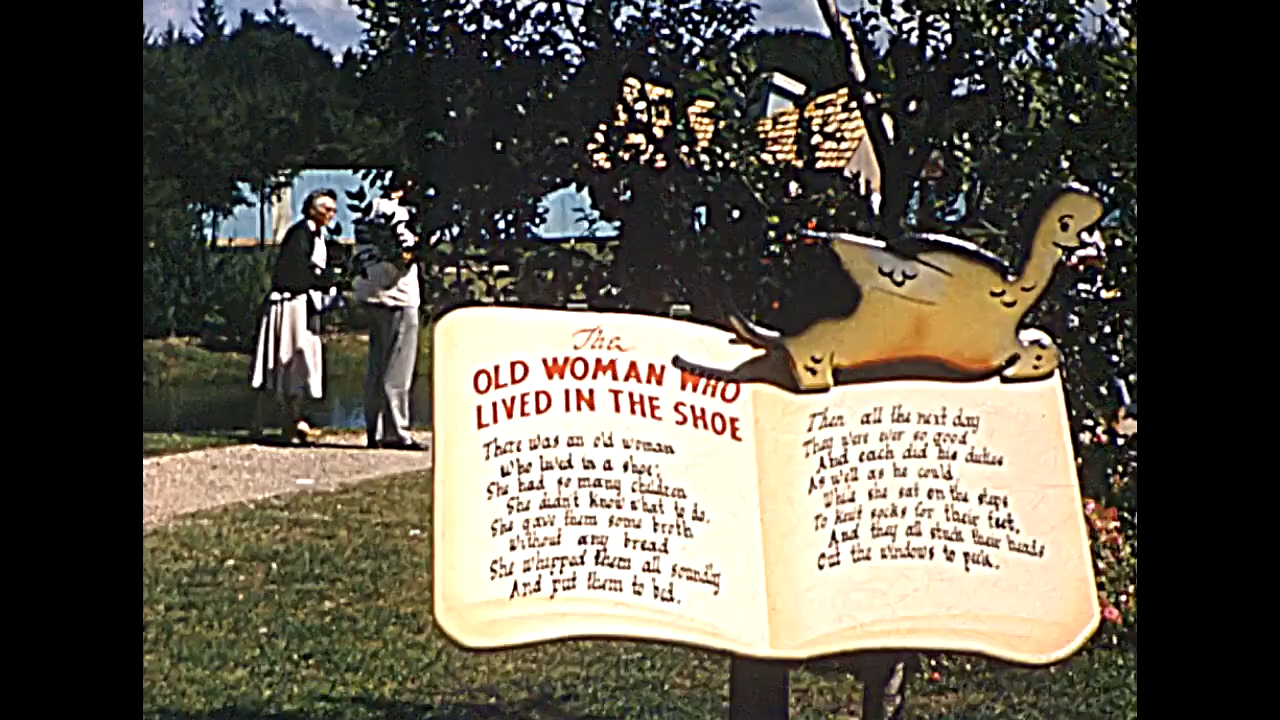 The
OLD WOMAN WHO
LIVED IN THE SHOE
There was an old woman
Who lived in a shoe;
She had so many children
She didn't know what to do.
She gave them some broth
Without any bread
She whipped them all soundly
And put them to bed.
Then all the next day
They were ever so good,
And each did his duties
As well as he could.
While she sat on the steps
To knit socks for their feet,
And they all stuck their heads
Out the windows to peek.